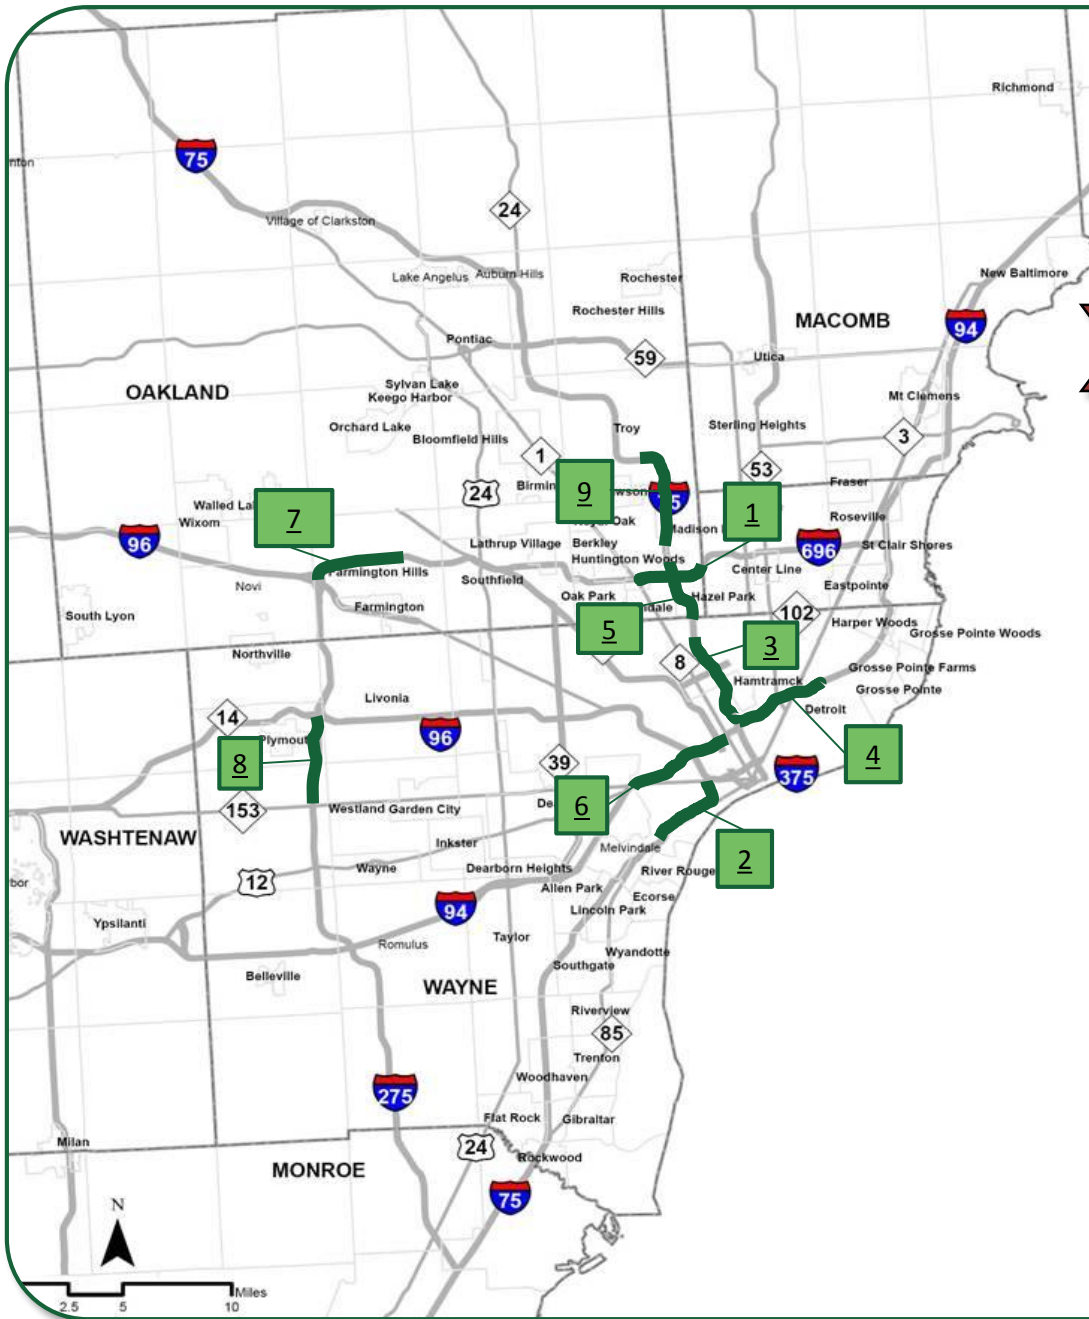 Richmond
75
24
Village of Clarkston
Lake Angelus
Auburn Hills
Rochester
New Baltimore
Rochester Hills
MACOMB
94
Pontiac
59
Utica
OAKLAND
Sylvan Lake
Keego Harbor
Mt Clemens
Orchard Lake
Bloomfield Hills
Troy
Sterling Heights
3
1
53
24
9
Fraser
7
Wixom
1
Roseville
96
Lathrup Village
Berkley
696
St Clair Shores
Huntington Woods
Center Line
Farmington Hills
Southfield
Novi
Eastpointe
Oak Park
Hazel Park
South Lyon
Farmington
102
5
Harper Woods
Grosse Pointe Woods
3
Northville
8
Grosse Pointe Farms
Hamtramck
Grosse Pointe
Livonia
Detroit
14
96
8
39
4
375
153
Westland
Garden City
6
WASHTENAW
Inkster
Melvindale
2
Wayne
Dearborn Heights
River Rouge
12
Allen Park
Ecorse
94
Lincoln Park
Ypsilanti
Taylor
Romulus
Wyandotte
Southgate
Belleville
WAYNE
Riverview
85
Trenton
Woodhaven
275
Flat Rock
Gibraltar
Milan
24
Rockwood
MONROE
75
N
Miles
2.5
5
10